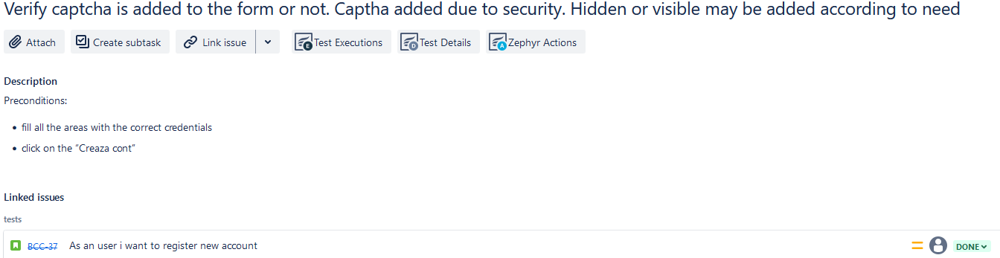 Verify captcha is added to the form or not. Captha added due to security. Hidden or visible may be added according to need
Attach Create subtask Link issue E Test Executions D Test Details A Zephyr Actions
Description
Preconditions:
• fill all the areas with the correct credentials
• click on the “Creaza cont”
Linked issues
tests
BCC-37 As an user i want to register new account DONE